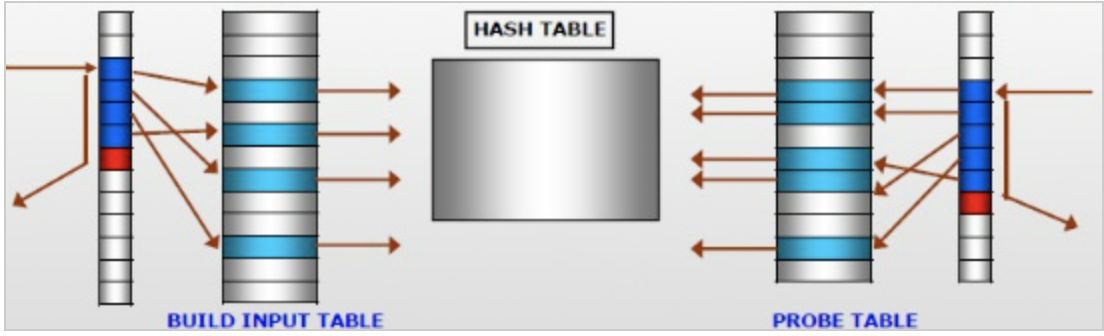 HASH TABLE
BUILD INPUT TABLE
PROBE TABLE